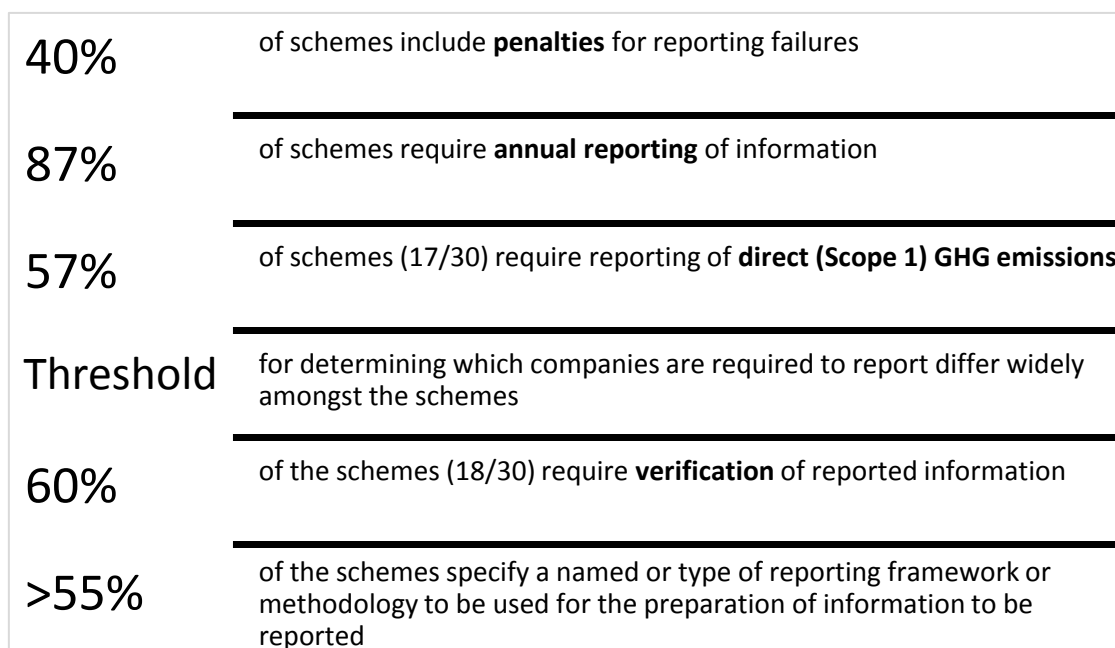 40%
of schemes include penalties for reporting failures
87%
of schemes require annual reporting of information
57%
of schemes (17/30) require reporting of direct (Scope 1) GHG emissions
Threshold
for determining which companies are required to report differ widely
amongst the schemes
60%
of the schemes (18/30) require verification of reported information
>55%
of the schemes specify a named or type of reporting framework or
methodology to be used for the preparation of information to be
reported